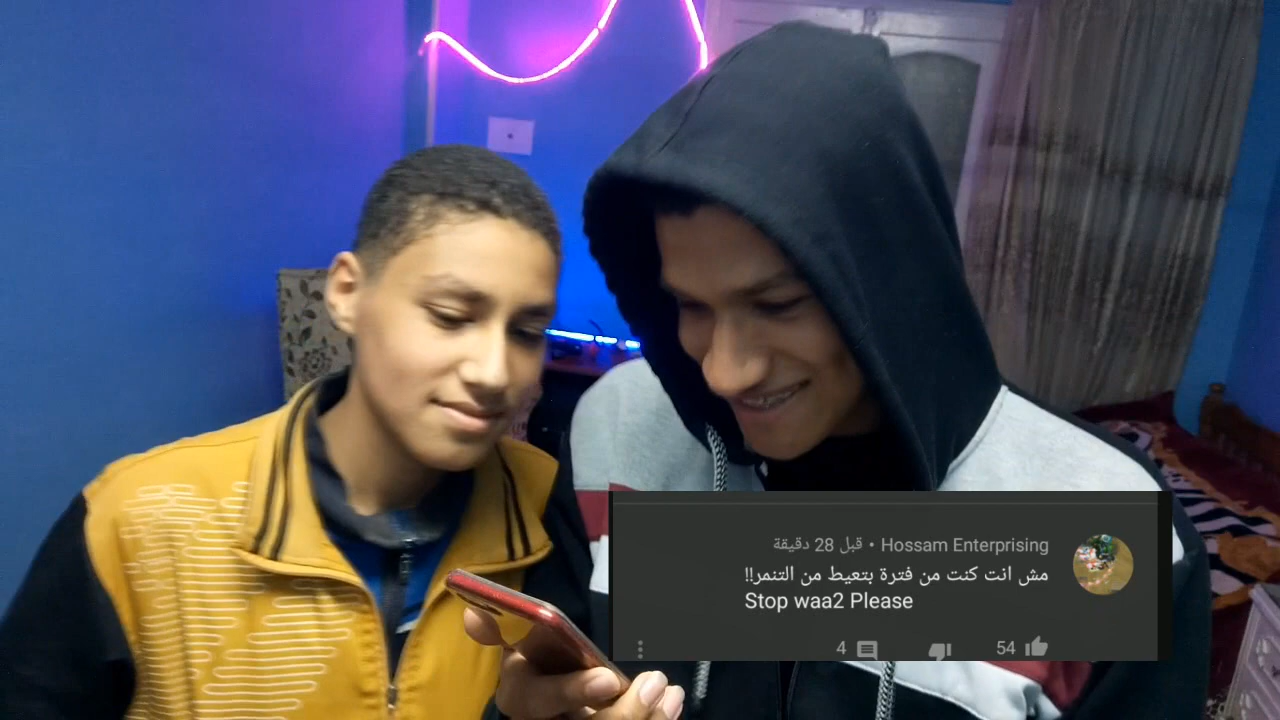 Hossam Enterprising • قبل 28 دقيقة
مش انت كنت من فترة بتعيط من التنمر!!
Stop waa2 Please
54 4